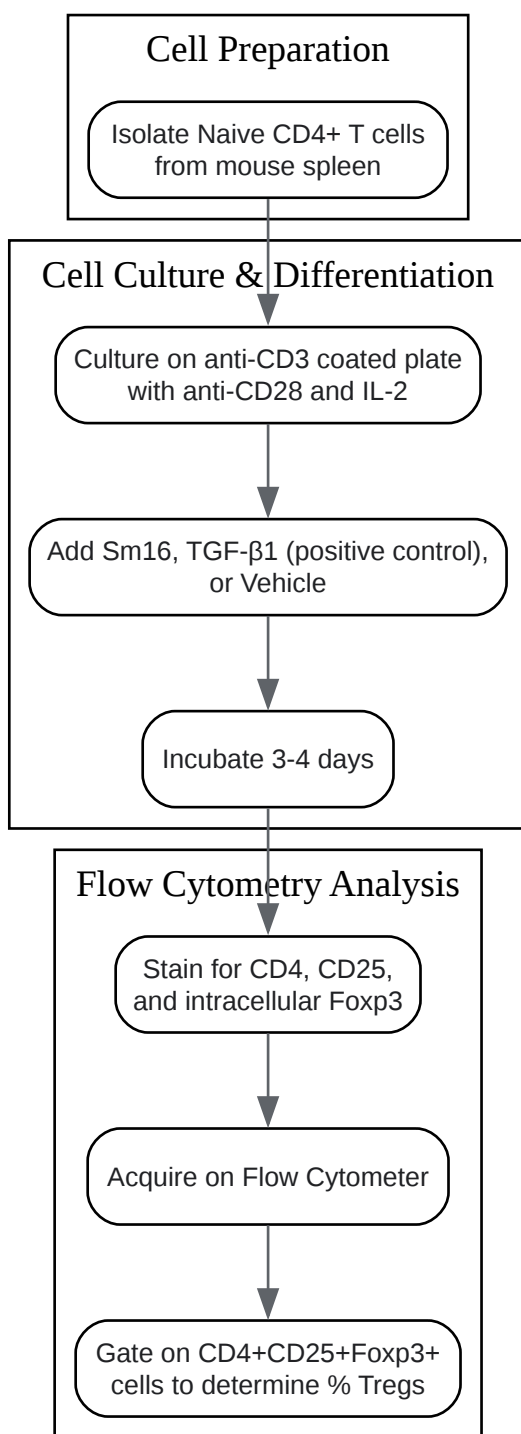 Cell Preparation
Isolate Naive CD4+ T cells
from mouse spleen
Cell Culture & Differentiation
Culture on anti-CD3 coated plate
with anti-CD28 and IL-2
Add Sm16, TGF-β1 (positive control),
or Vehicle
Incubate 3-4 days
Flow Cytometry Analysis
Stain for CD4, CD25,
and intracellular Foxp3
Acquire on Flow Cytometer
Gate on CD4+CD25+Foxp3+
cells to determine % Tregs